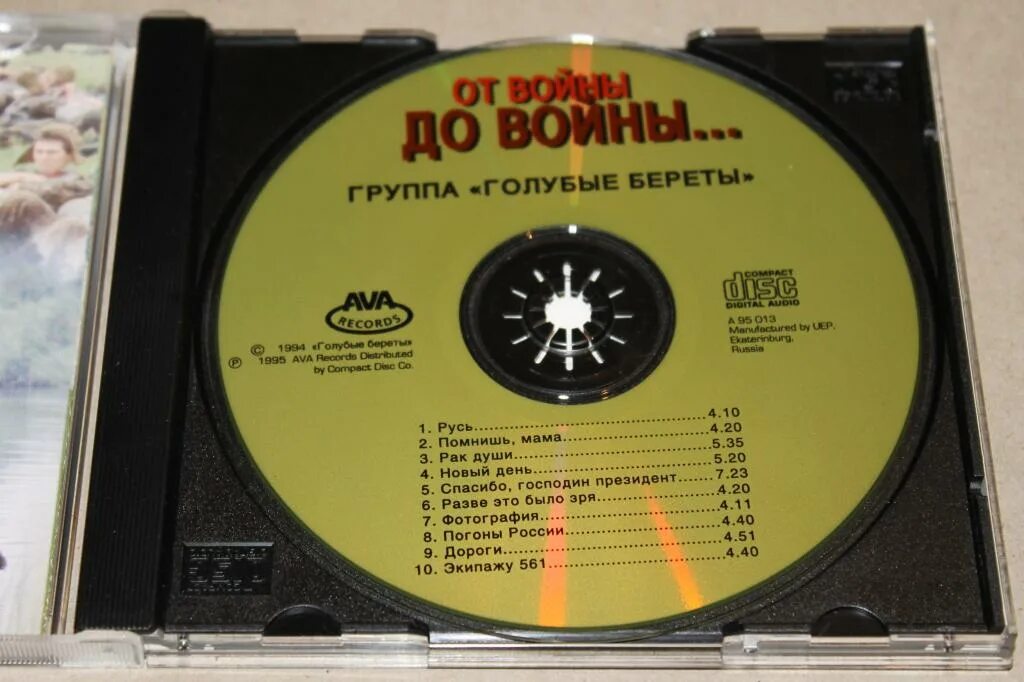 ОТ ВОЙНЫ
ДО ВОЙНЫ...
ГРУППА «ГОЛУБЫЕ БЕРЕТЫ»
AVA
RECORDS
© 1994 «Голубые береты»
℗ 1995 AVA Records Distributed
by Compact Disc Co.
COMPACT
disc
DIGITAL AUDIO
A 95 013
Manufactured by UEP,
Ekaterinburg,
Russia
1. Русь..........4.10
2. Помнишь, мама..........4.20
3. Рак души..........5.35
4. Новый день..........5.20
5. Спасибо, господин президент.......7.23
6. Разве это было зря..........4.20
7. Фотография..........4.11
8. Погоны России..........4.40
9. Дороги..........4.51
10. Экипажу 561..........4.40